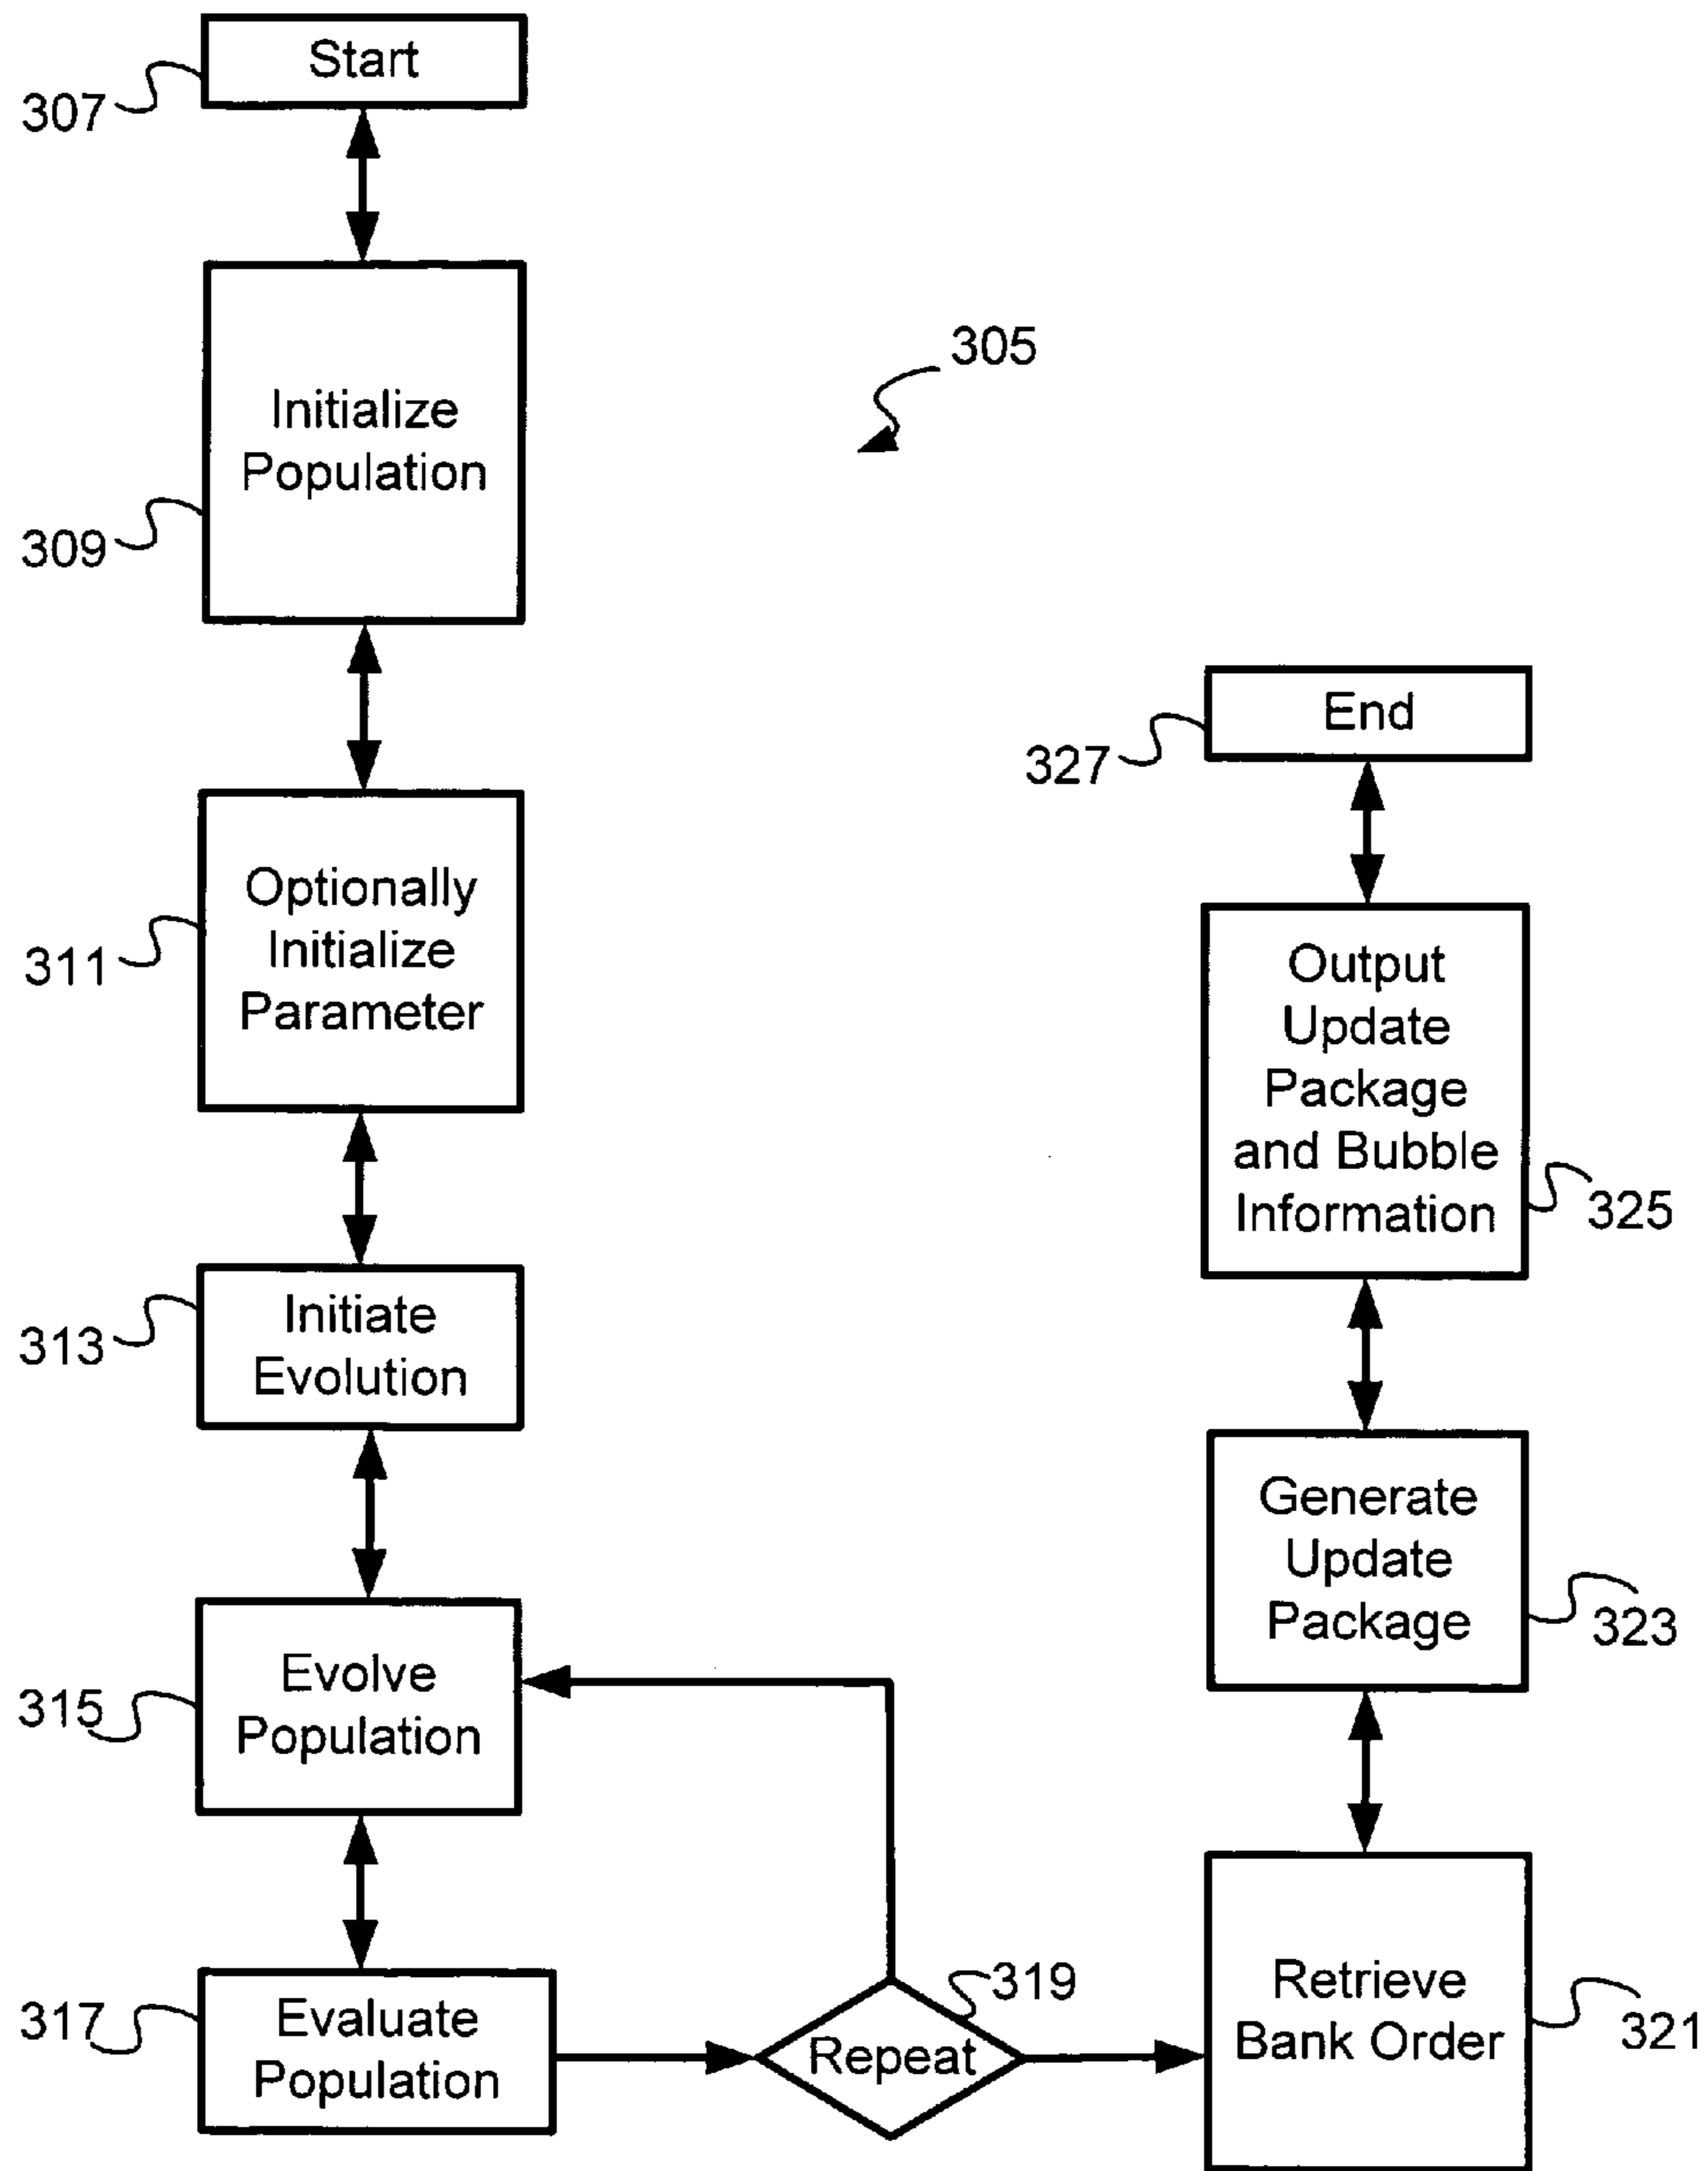 Start
307
Initialize
Population
309
305
Optionally
Initialize
Parameter
311
Initiate
Evolution
313
Evolve
Population
315
Evaluate
Population
317
Repeat
319
Retrieve
Bank Order
321
Generate
Update
Package
323
Output
Update
Package
and Bubble
Information
325
End
327